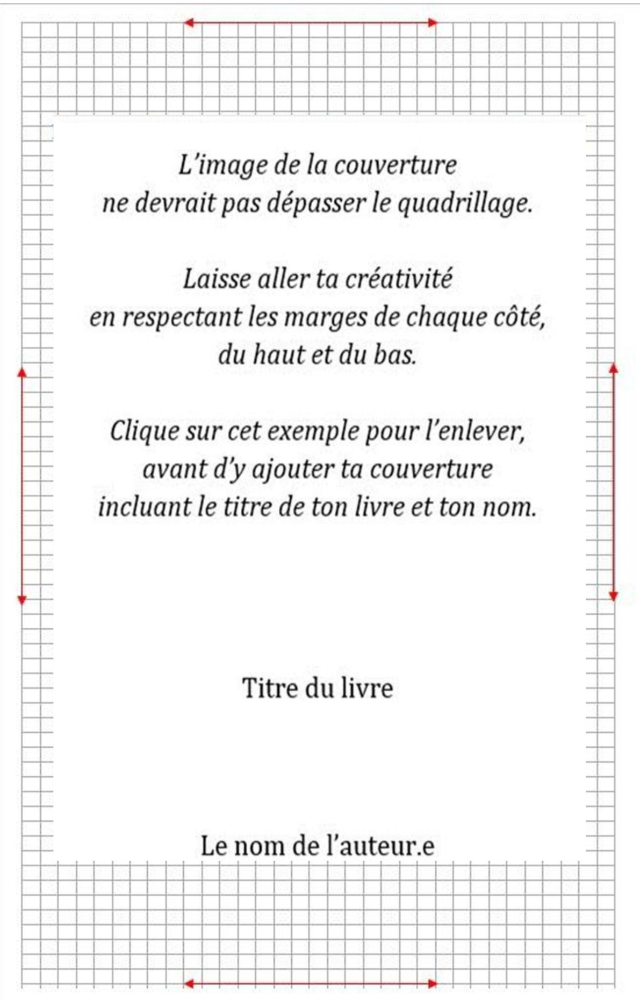 L’image de la couverture
ne devrait pas dépasser le quadrillage.
Laisse aller ta créativité
en respectant les marges de chaque côté,
du haut et du bas.
Clique sur cet exemple pour l’enlever,
avant d’y ajouter ta couverture
incluant le titre de ton livre et ton nom.
Titre du livre
Le nom de l’auteur.e